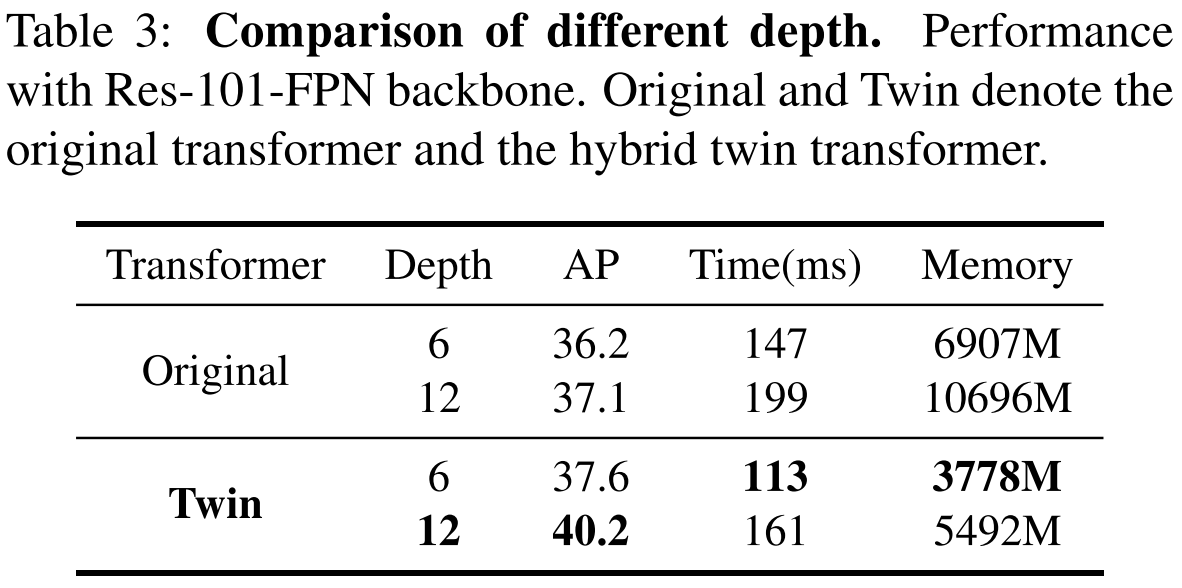 Table 3: Comparison of different depth. Performance
with Res-101-FPN backbone. Original and Twin denote the
original transformer and the hybrid twin transformer.
Transformer Depth AP Time(ms) Memory
Original 6 36.2 147 6907M
12 37.1 199 10696M
Twin 6 37.6 113 3778M
12 40.2 161 5492M